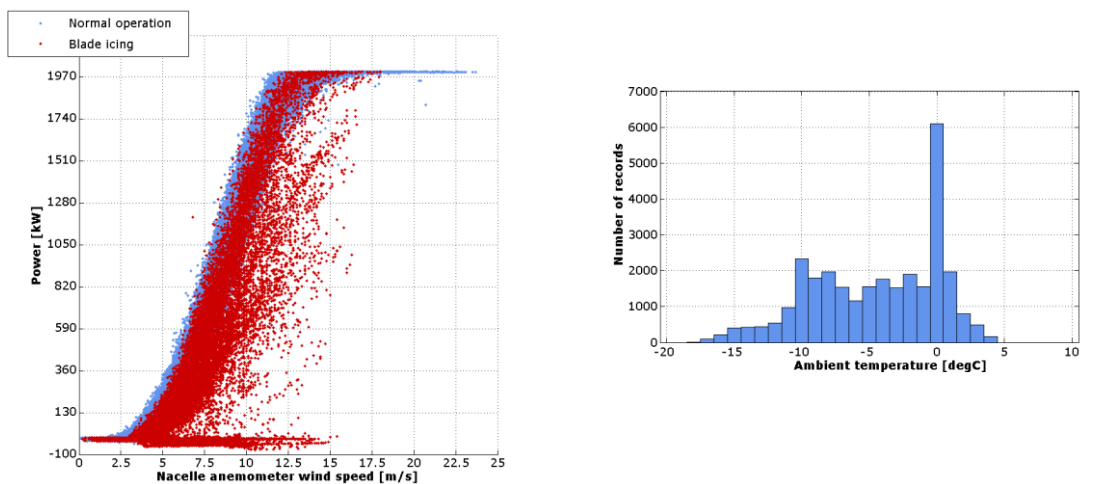 Normal operation
Blade icing
1970
1740
1510
1280
1050
820
590
360
130
-100
Power [kW]
0 2.5 5 7.5 10 12.5 15 17.5 20 22.5 25
Nacelle anemometer wind speed [m/s]
7000
6000
5000
4000
3000
2000
1000
0
Number of records
-20 -15 -10 -5 0 5 10
Ambient temperature [degC]